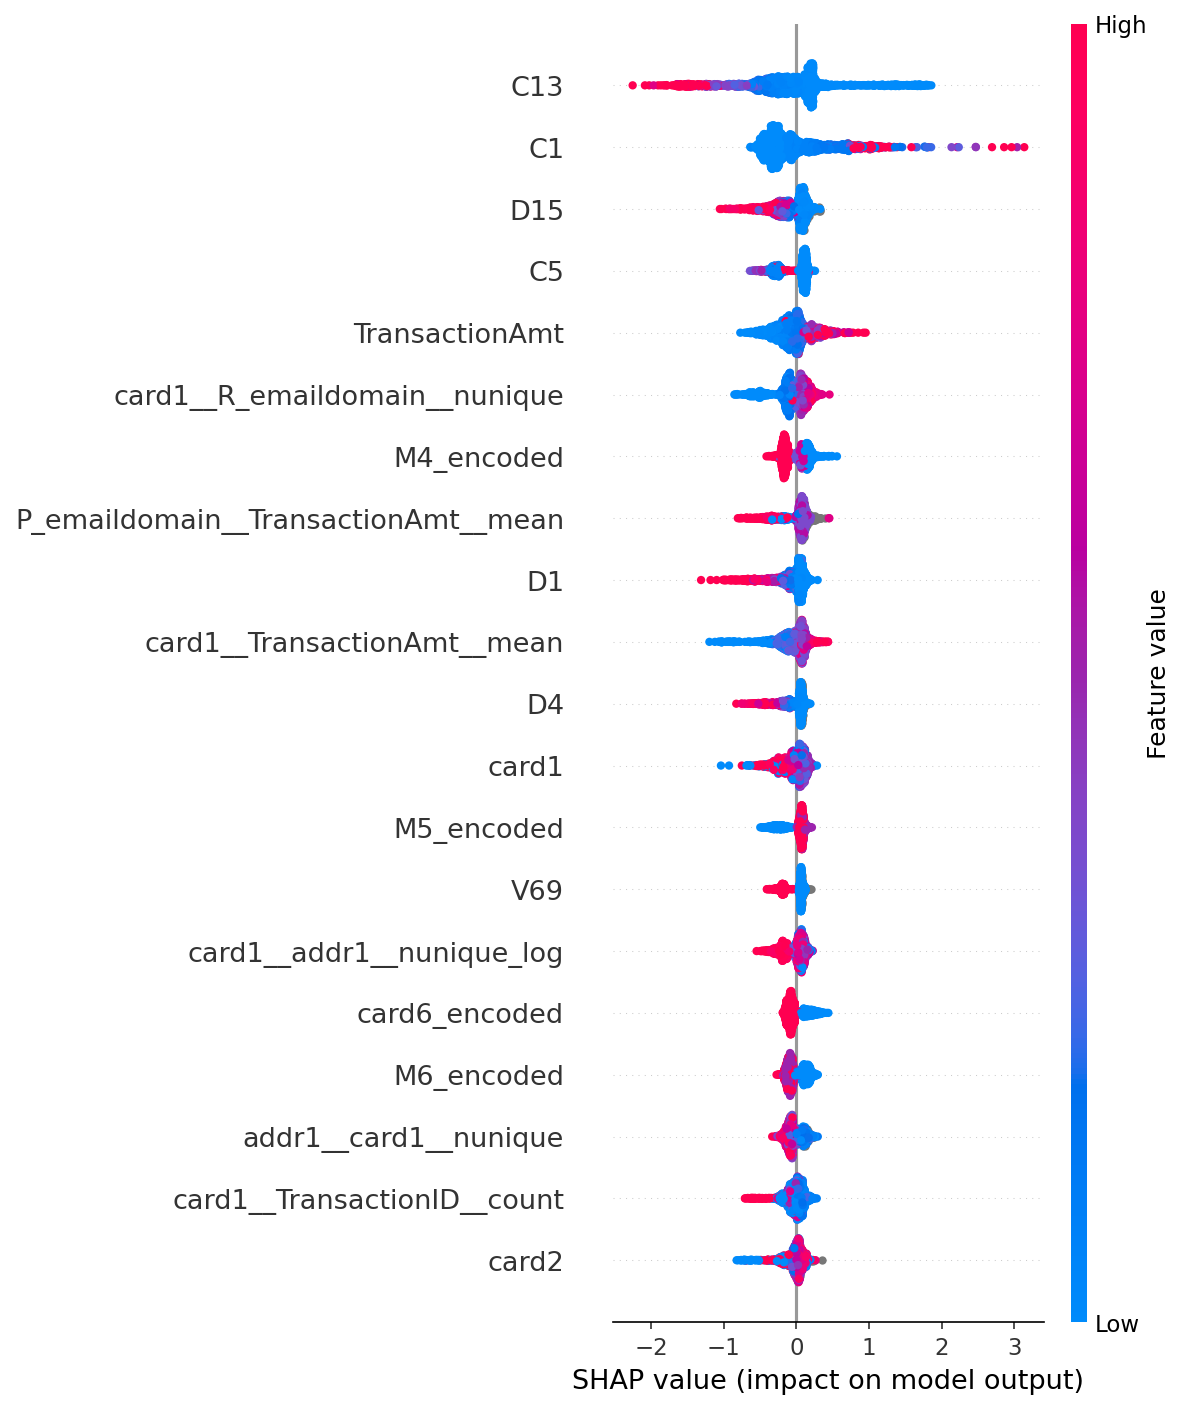 High
C13
C1
D15
C5
TransactionAmt
card1__R_emaildomain__nunique
M4_encoded
P_emaildomain__TransactionAmt__mean
D1
card1__TransactionAmt__mean
D4
card1
M5_encoded
V69
card1__addr1__nunique_log
card6_encoded
M6_encoded
addr1__card1__nunique
card1__TransactionID__count
card2
Feature value
Low
−2 −1 0 1 2 3
SHAP value (impact on model output)